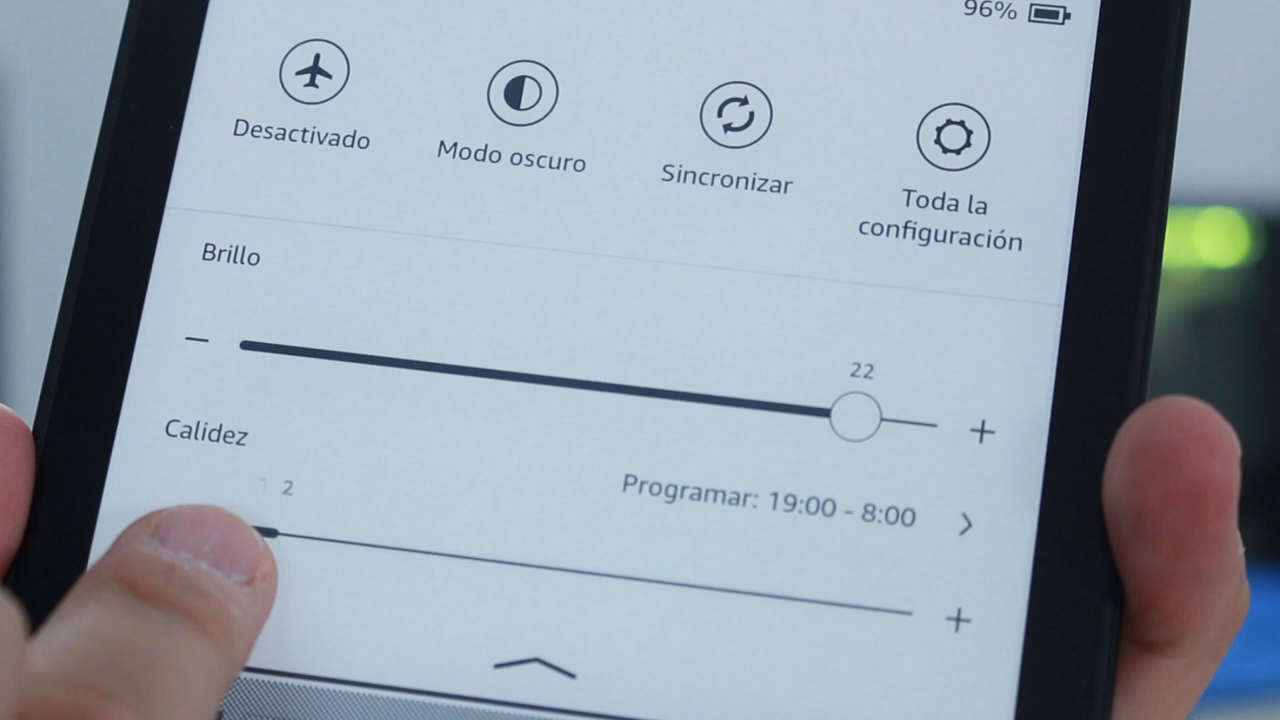 96%
Desactivado
Modo oscuro
Sincronizar
Toda la
configuración
Brillo
22
Calidez
2
Programar: 19:00 - 8:00